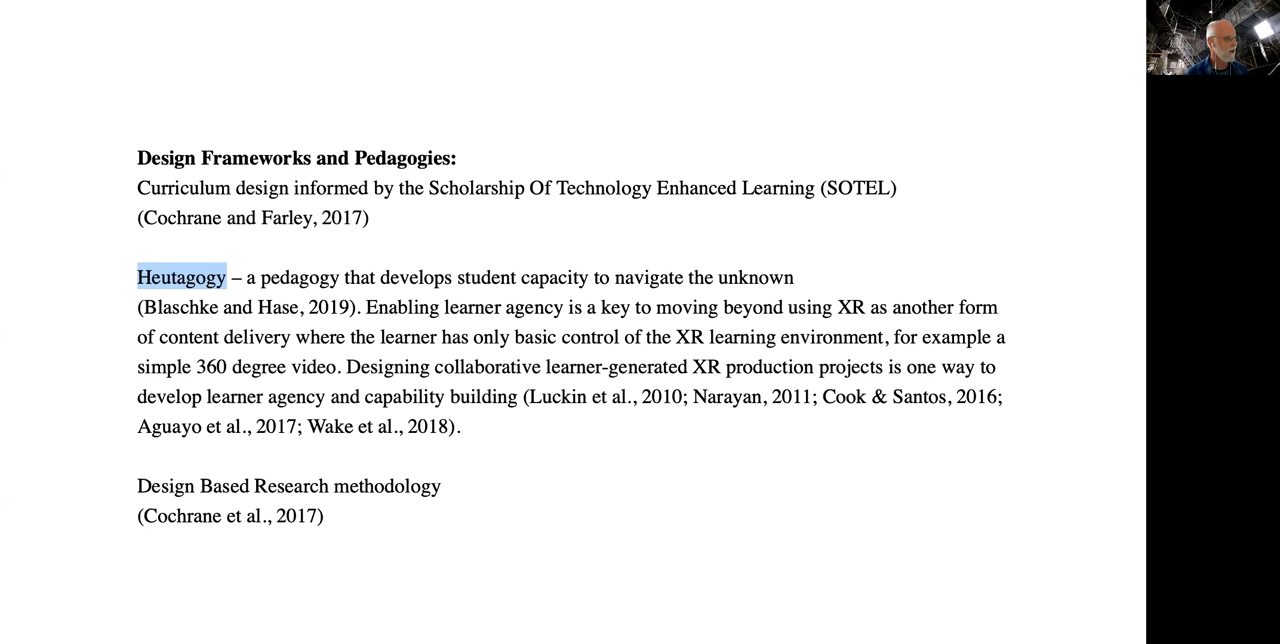 Design Frameworks and Pedagogies:
Curriculum design informed by the Scholarship Of Technology Enhanced Learning (SOTEL)
(Cochrane and Farley, 2017)
Heutagogy – a pedagogy that develops student capacity to navigate the unknown
(Blaschke and Hase, 2019). Enabling learner agency is a key to moving beyond using XR as another form
of content delivery where the learner has only basic control of the XR learning environment, for example a
simple 360 degree video. Designing collaborative learner-generated XR production projects is one way to
develop learner agency and capability building (Luckin et al., 2010; Narayan, 2011; Cook & Santos, 2016;
Aguayo et al., 2017; Wake et al., 2018).
Design Based Research methodology
(Cochrane et al., 2017)